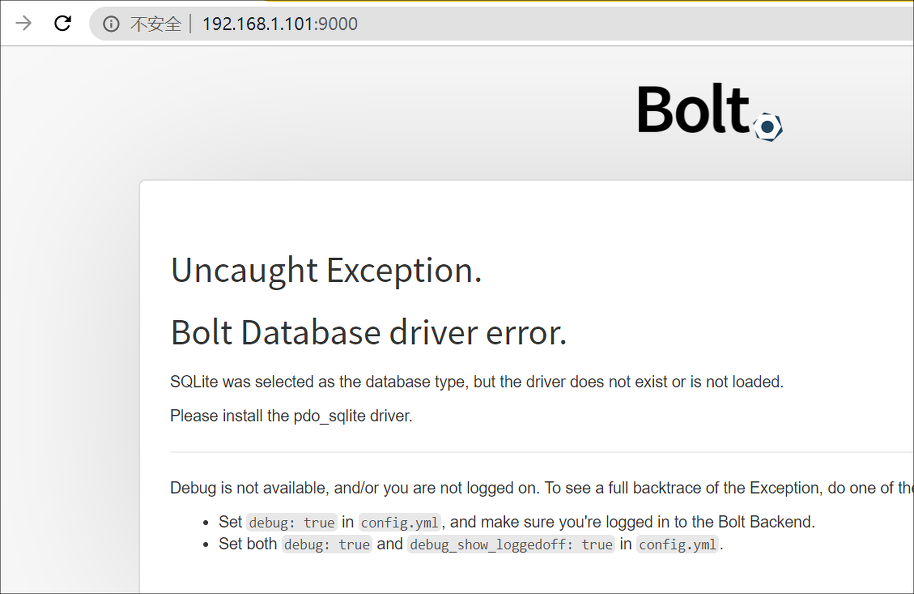 不安全 | 192.168.1.101:9000
Bolt
Uncaught Exception.
Bolt Database driver error.
SQLite was selected as the database type, but the driver does not exist or is not loaded.
Please install the pdo_sqlite driver.
Debug is not available, and/or you are not logged on. To see a full backtrace of the Exception, do one of the
• Set debug: true in config.yml, and make sure you're logged in to the Bolt Backend.
• Set both debug: true and debug_show_loggedoff: true in config.yml.